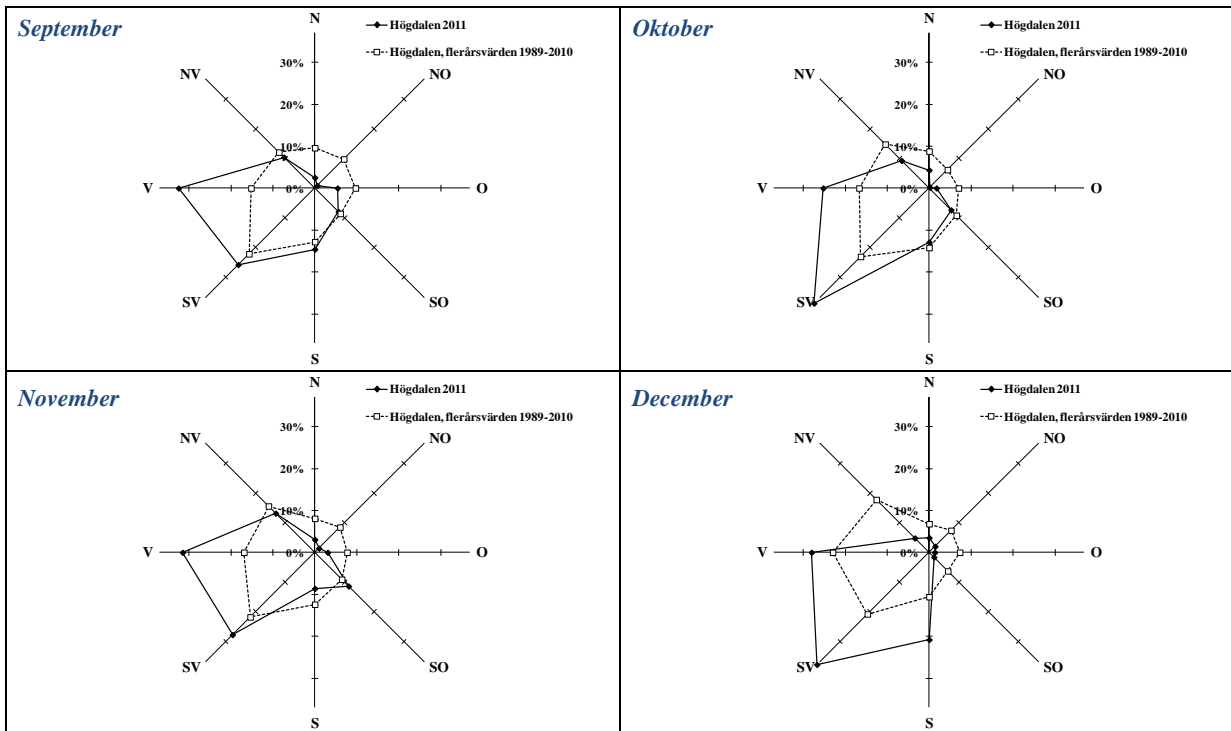 September
N
Högdalen 2011
Högdalen, flerårsvärden 1989-2010
30%
NV
NO
20%
10%
V
0%
O
SV
SO
S
Oktober
N
Högdalen 2011
Högdalen, flerårsvärden 1989-2010
30%
NV
NO
20%
10%
V
0%
O
SV
SO
S
November
N
Högdalen 2011
Högdalen, flerårsvärden 1989-2010
30%
NV
NO
20%
10%
V
0%
O
SV
SO
S
December
N
Högdalen 2011
Högdalen, flerårsvärden 1989-2010
30%
NV
NO
20%
10%
V
0%
O
SV
SO
S